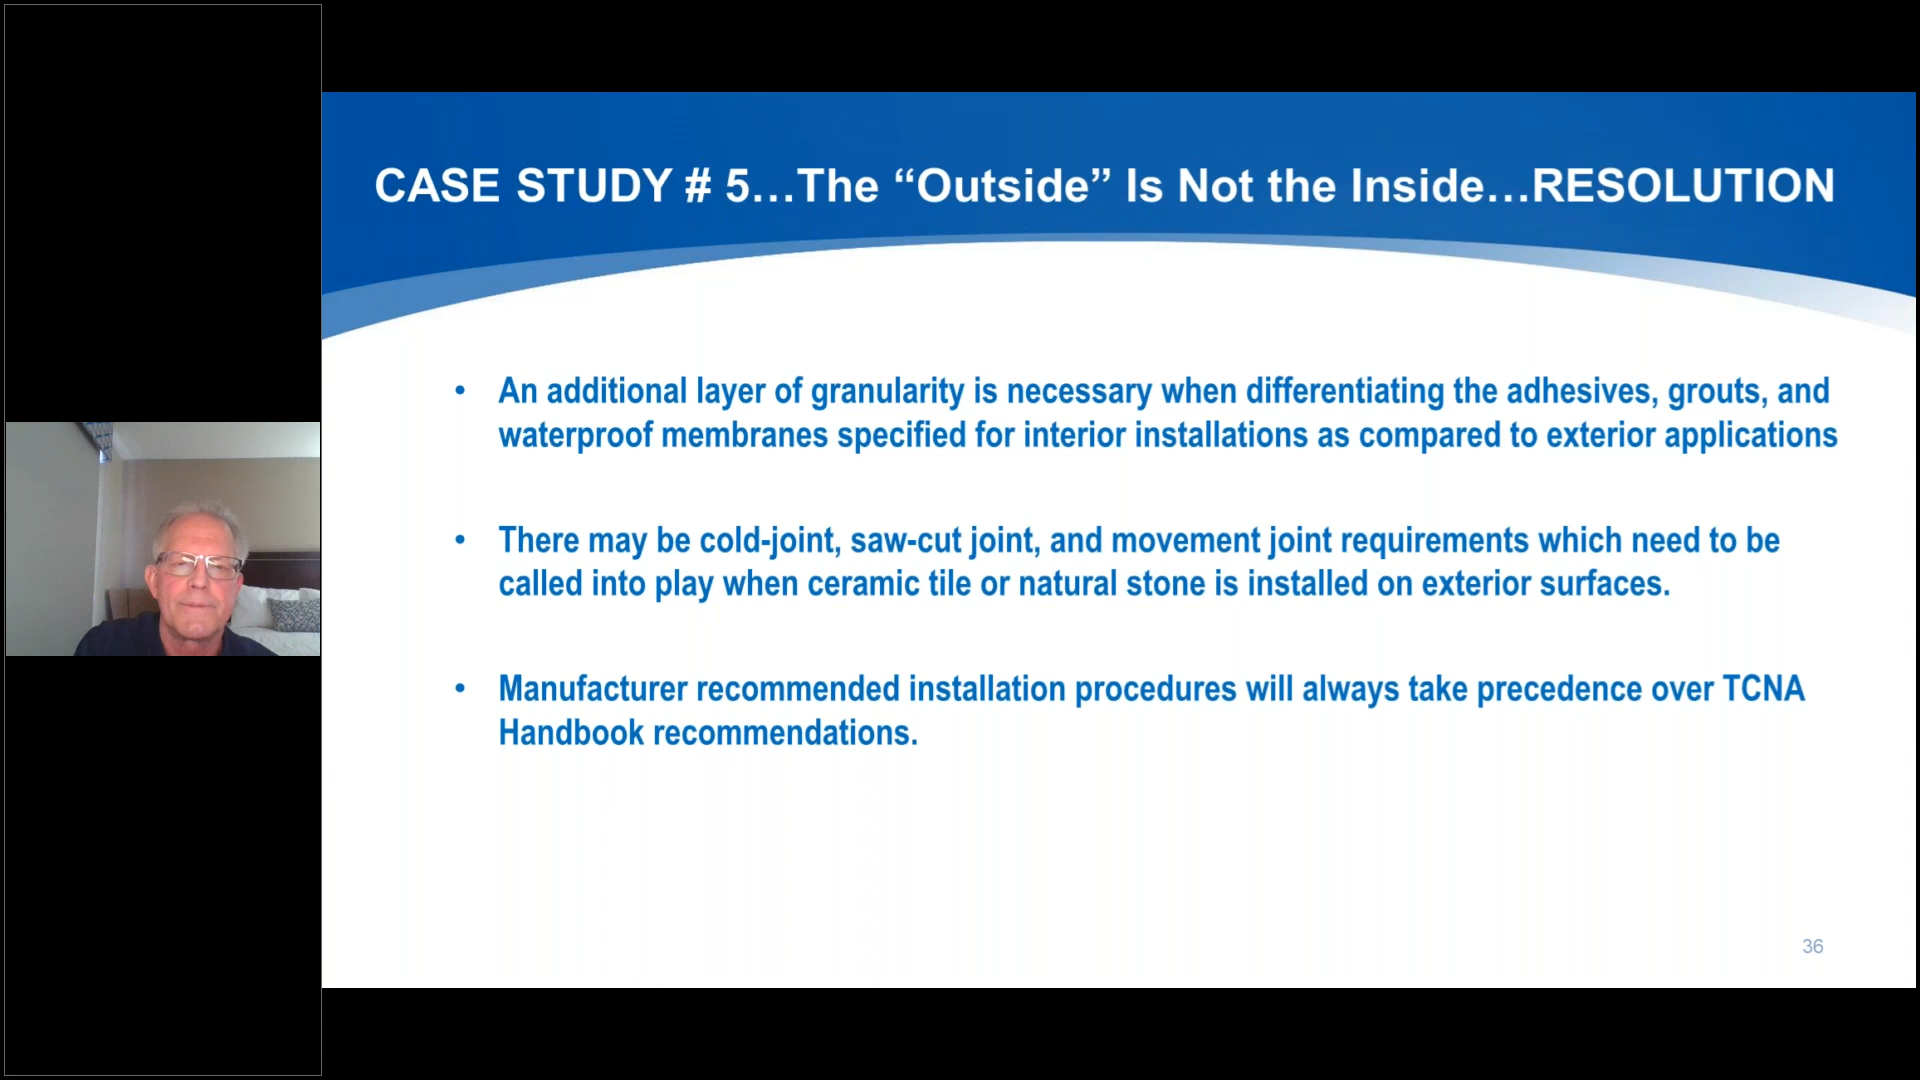 CASE STUDY # 5…The “Outside” Is Not the Inside…RESOLUTION
• An additional layer of granularity is necessary when differentiating the adhesives, grouts, and
waterproof membranes specified for interior installations as compared to exterior applications
• There may be cold-joint, saw-cut joint, and movement joint requirements which need to be
called into play when ceramic tile or natural stone is installed on exterior surfaces.
• Manufacturer recommended installation procedures will always take precedence over TCNA
Handbook recommendations.
36